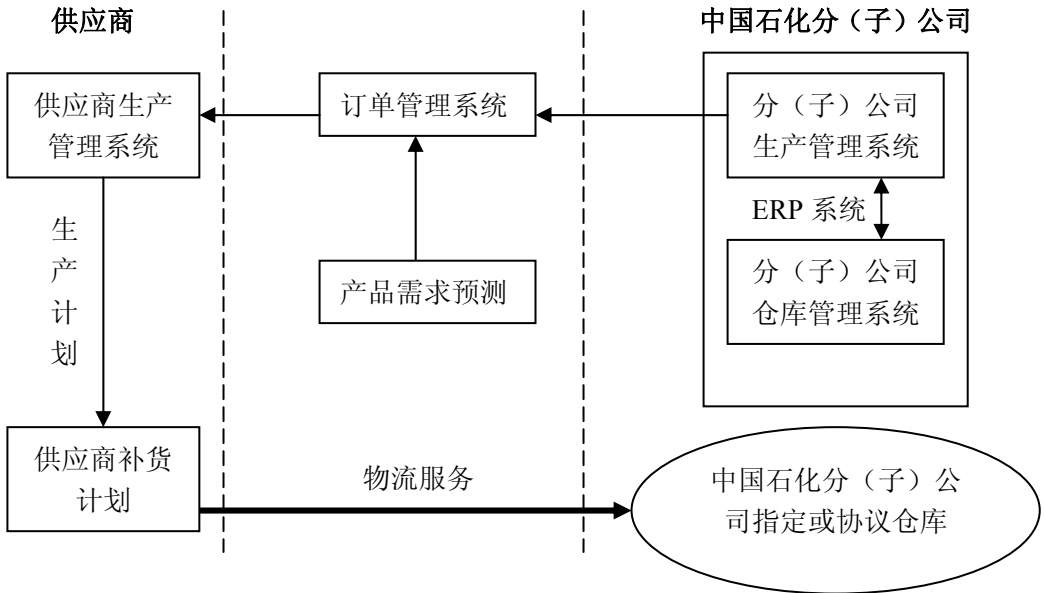 供应商
中国石化分（子）公司
供应商生产
管理系统
订单管理系统
分（子）公司
生产管理系统
ERP 系统
生
产
计
划
产品需求预测
分（子）公司
仓库管理系统
供应商补货
计划
物流服务
中国石化分（子）公
司指定或协议仓库